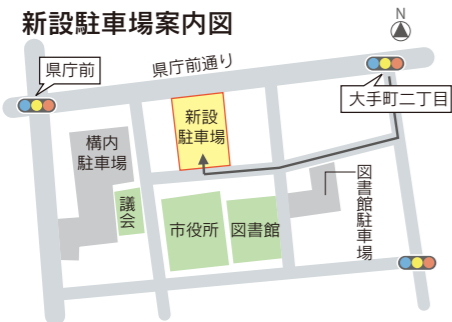 新設駐車場案内図
N
県庁前
県庁前通り
大手町二丁目
新設
駐車場
構内
駐車場
議会
市役所
図書館
図書館駐車場